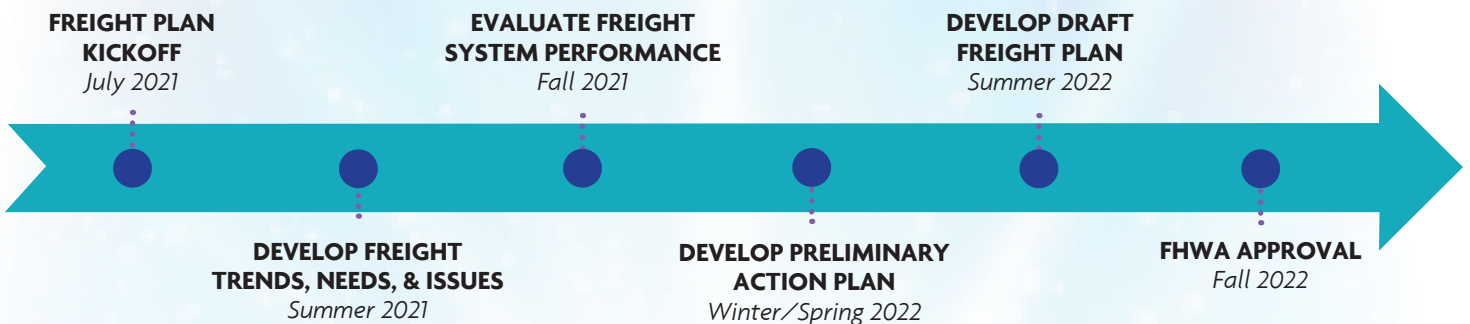 FREIGHT PLAN
KICKOFF
July 2021
DEVELOP FREIGHT
TRENDS, NEEDS, & ISSUES
Summer 2021
EVALUATE FREIGHT
SYSTEM PERFORMANCE
Fall 2021
DEVELOP PRELIMINARY
ACTION PLAN
Winter/Spring 2022
DEVELOP DRAFT
FREIGHT PLAN
Summer 2022
FHWA APPROVAL
Fall 2022